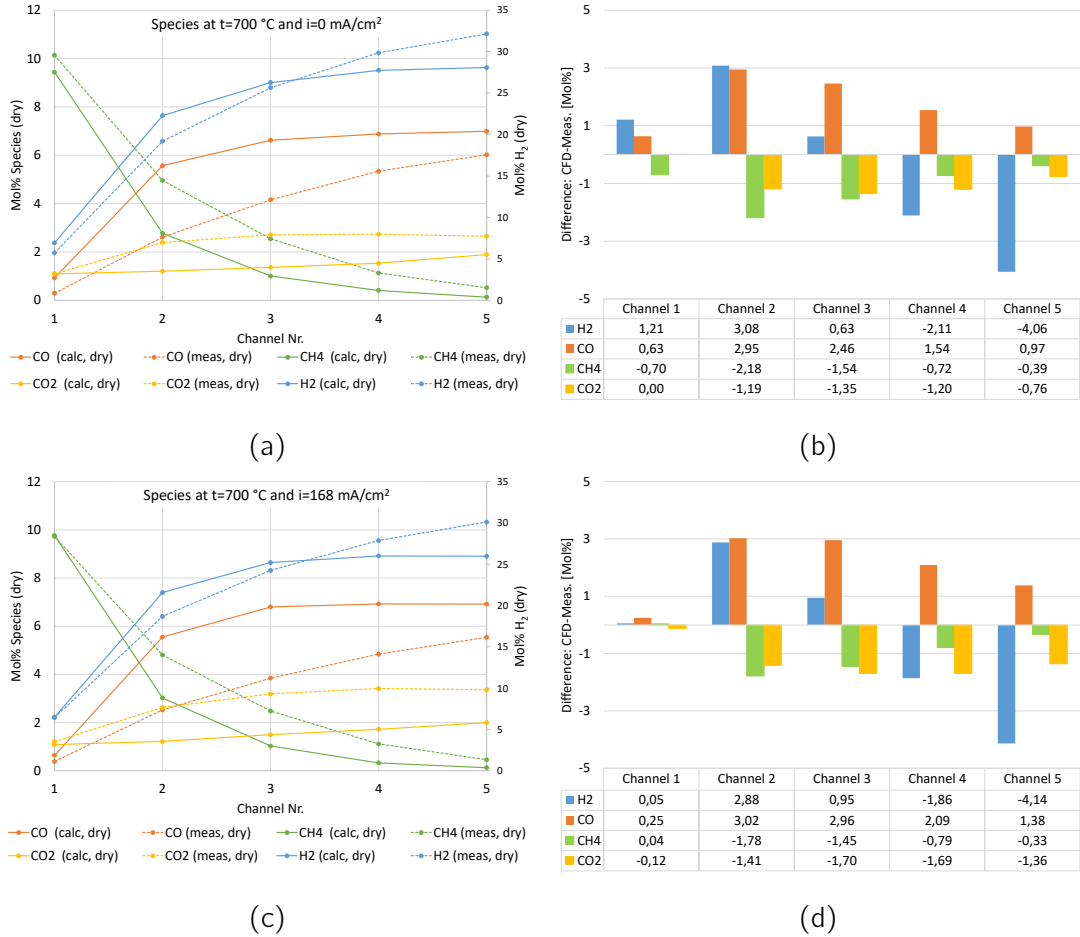 Species at t=700 °C and i=0 mA/cm²
Mol% Species (dry)
12
10
8
6
4
2
0
35
30
25
20
15
10
5
0
Mol% H₂ (dry)
1 2 3 4 5
Channel Nr.
CO (calc, dry) CO (meas, dry) CH4 (calc, dry) CH4 (meas, dry)
CO2 (calc, dry) CO2 (meas, dry) H2 (calc, dry) H2 (meas, dry)
(a)
Difference: CFD-Meas. [Mol%]
5
3
1
-1
-3
-5
Channel 1 Channel 2 Channel 3 Channel 4 Channel 5
H2 1,21 3,08 0,63 -2,11 -4,06
CO 0,63 2,95 2,46 1,54 0,97
CH4 -0,70 -2,18 -1,54 -0,72 -0,39
CO2 0,00 -1,19 -1,35 -1,20 -0,76
(b)
Species at t=700 °C and i=168 mA/cm²
Mol% Species (dry)
12
10
8
6
4
2
0
35
30
25
20
15
10
5
0
Mol% H₂ (dry)
1 2 3 4 5
Channel Nr.
CO (calc, dry) CO (meas, dry) CH4 (calc, dry) CH4 (meas, dry)
CO2 (calc, dry) CO2 (meas, dry) H2 (calc, dry) H2 (meas, dry)
(c)
Difference: CFD-Meas. [Mol%]
5
3
1
-1
-3
-5
Channel 1 Channel 2 Channel 3 Channel 4 Channel 5
H2 0,05 2,88 0,95 -1,86 -4,14
CO 0,25 3,02 2,96 2,09 1,38
CH4 0,04 -1,78 -1,45 -0,79 -0,33
CO2 -0,12 -1,41 -1,70 -1,69 -1,36
(d)